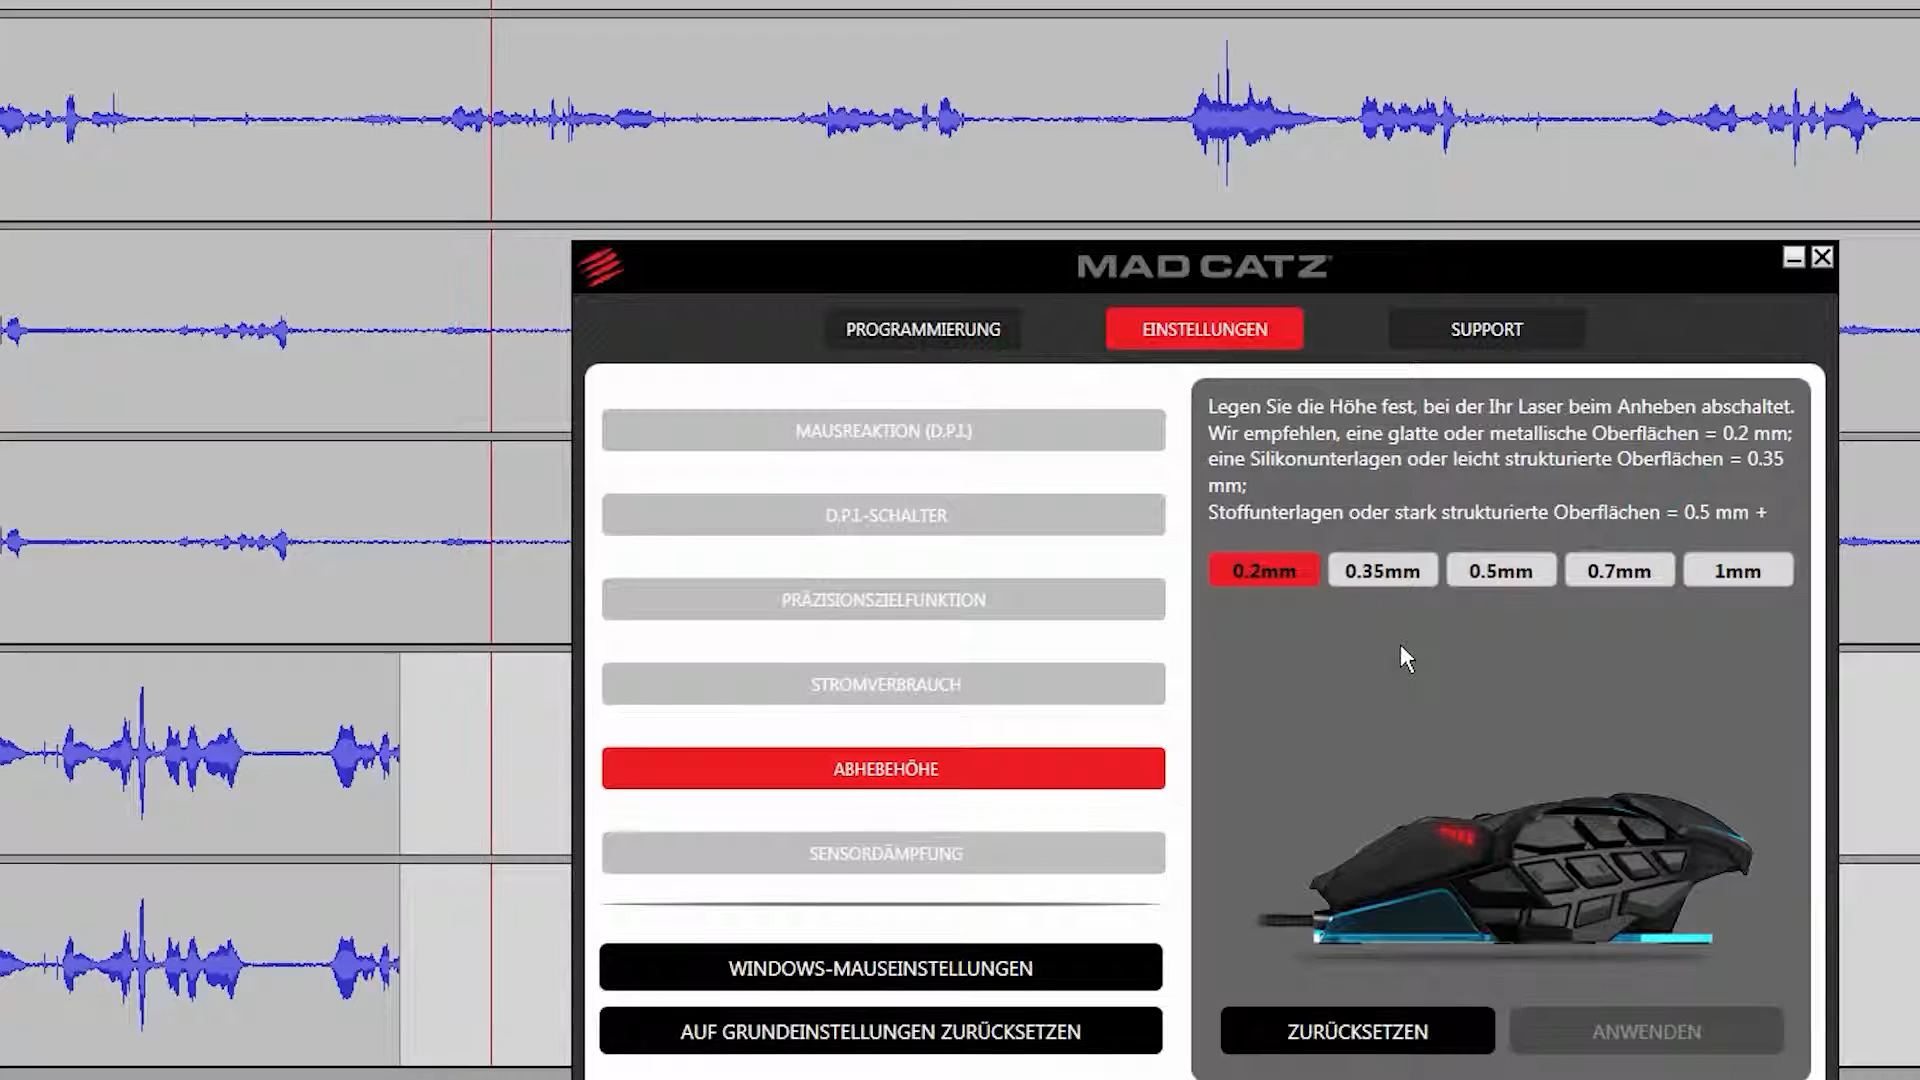 MAD CATZ
PROGRAMMIERUNG
EINSTELLUNGEN
SUPPORT
MAUSREAKTION (D.P.I.)
D.P.I.-SCHALTER
PRÄZISIONSZIELFUNKTION
STROMVERBRAUCH
ABHEBEHÖHE
SENSORDÄMPFUNG
WINDOWS-MAUSEINSTELLUNGEN
AUF GRUNDEINSTELLUNGEN ZURÜCKSETZEN
Legen Sie die Höhe fest, bei der Ihr Laser beim Anheben abschaltet.
Wir empfehlen, eine glatte oder metallische Oberflächen = 0.2 mm;
eine Silikonunterlagen oder leicht strukturierte Oberflächen = 0.35
mm;
Stoffunterlagen oder stark strukturierte Oberflächen = 0.5 mm +
0.2mm
0.35mm
0.5mm
0.7mm
1mm
ZURÜCKSETZEN
ANWENDEN